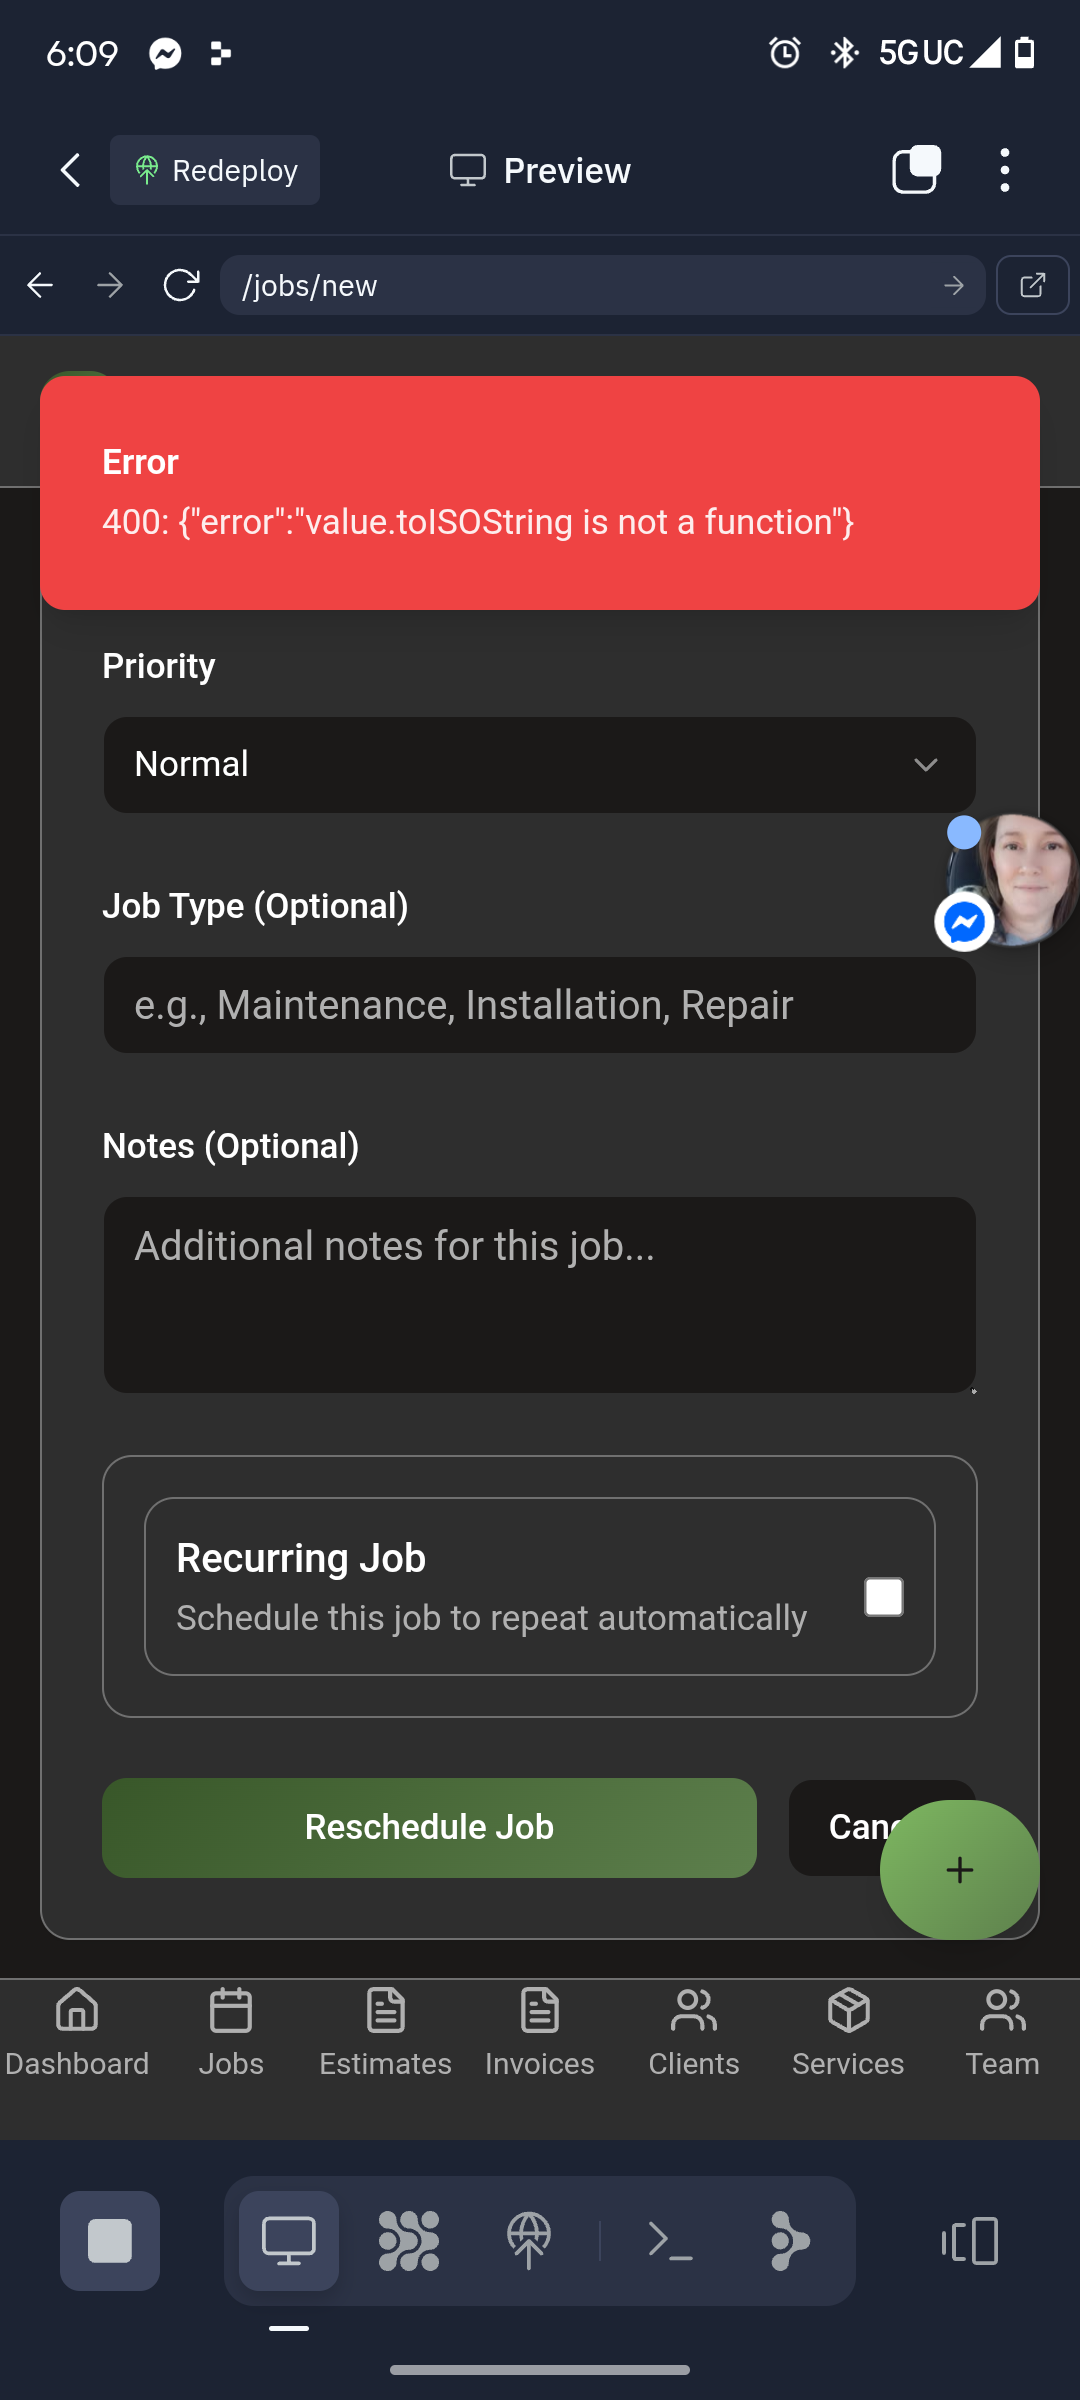 6:09
5G UC
Redeploy
Preview
/jobs/new
Error
400: {"error":"value.toISOString is not a function"}
Priority
Normal
Job Type (Optional)
e.g., Maintenance, Installation, Repair
Notes (Optional)
Additional notes for this job...
Recurring Job
Schedule this job to repeat automatically
Reschedule Job
Canc
Dashboard
Jobs
Estimates
Invoices
Clients
Services
Team